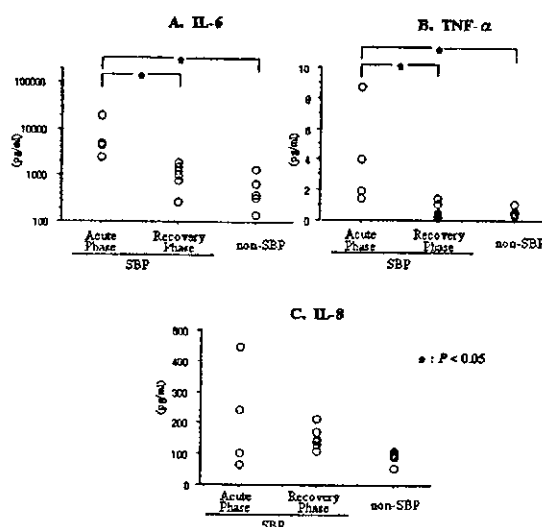 A. IL-6
*
*
100000
10000
1000
100
(pg/ml)
Acute Phase
Recovery Phase
non-SBP
SBP
B. TNF-α
*
*
10
8
6
4
2
0
(pg/ml)
Acute Phase
Recovery Phase
non-SBP
SBP
C. IL-8
500
400
300
200
100
0
(pg/ml)
* : P < 0.05
Acute Phase
Recovery Phase
non-SBP
SBP